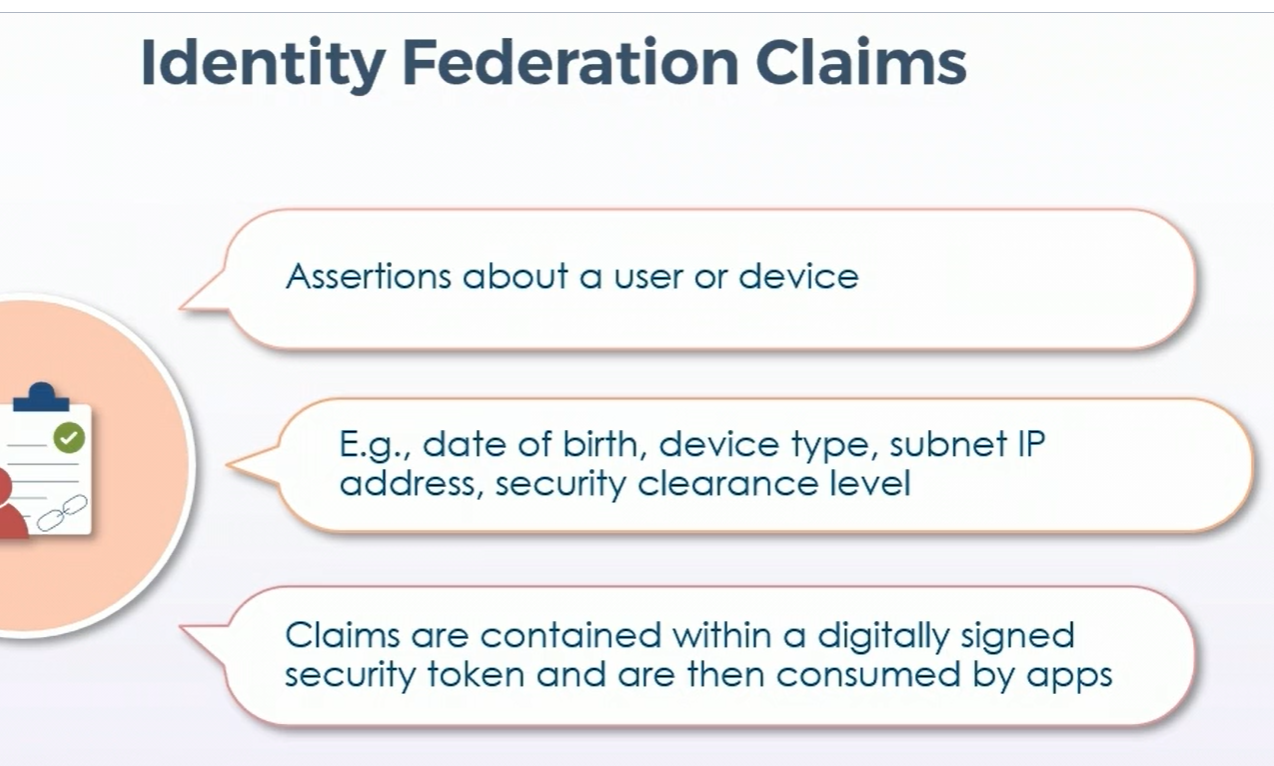 Identity Federation Claims
Assertions about a user or device
E.g., date of birth, device type, subnet IP
address, security clearance level
Claims are contained within a digitally signed
security token and are then consumed by apps